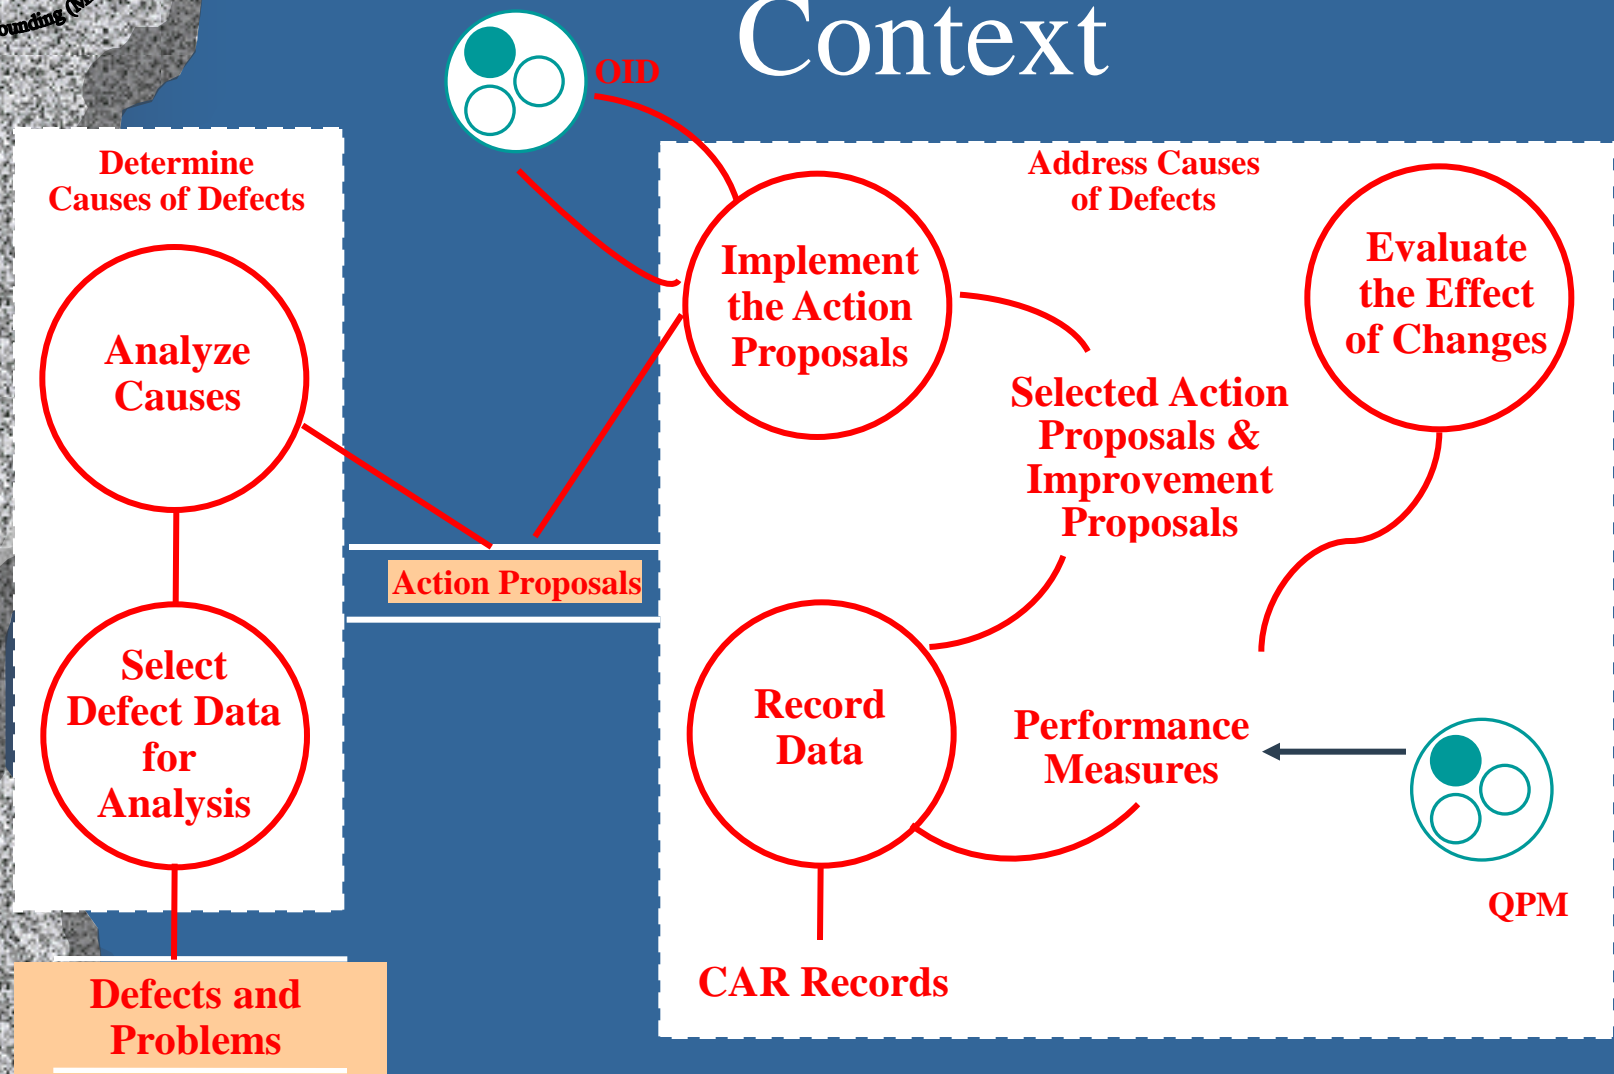 Context
OID
Determine
Causes of Defects
Analyze
Causes
Select
Defect Data
for
Analysis
Defects and
Problems
Action Proposals
Address Causes
of Defects
Implement
the Action
Proposals
Evaluate
the Effect
of Changes
Selected Action
Proposals &
Improvement
Proposals
Record
Data
Performance
Measures
QPM
CAR Records